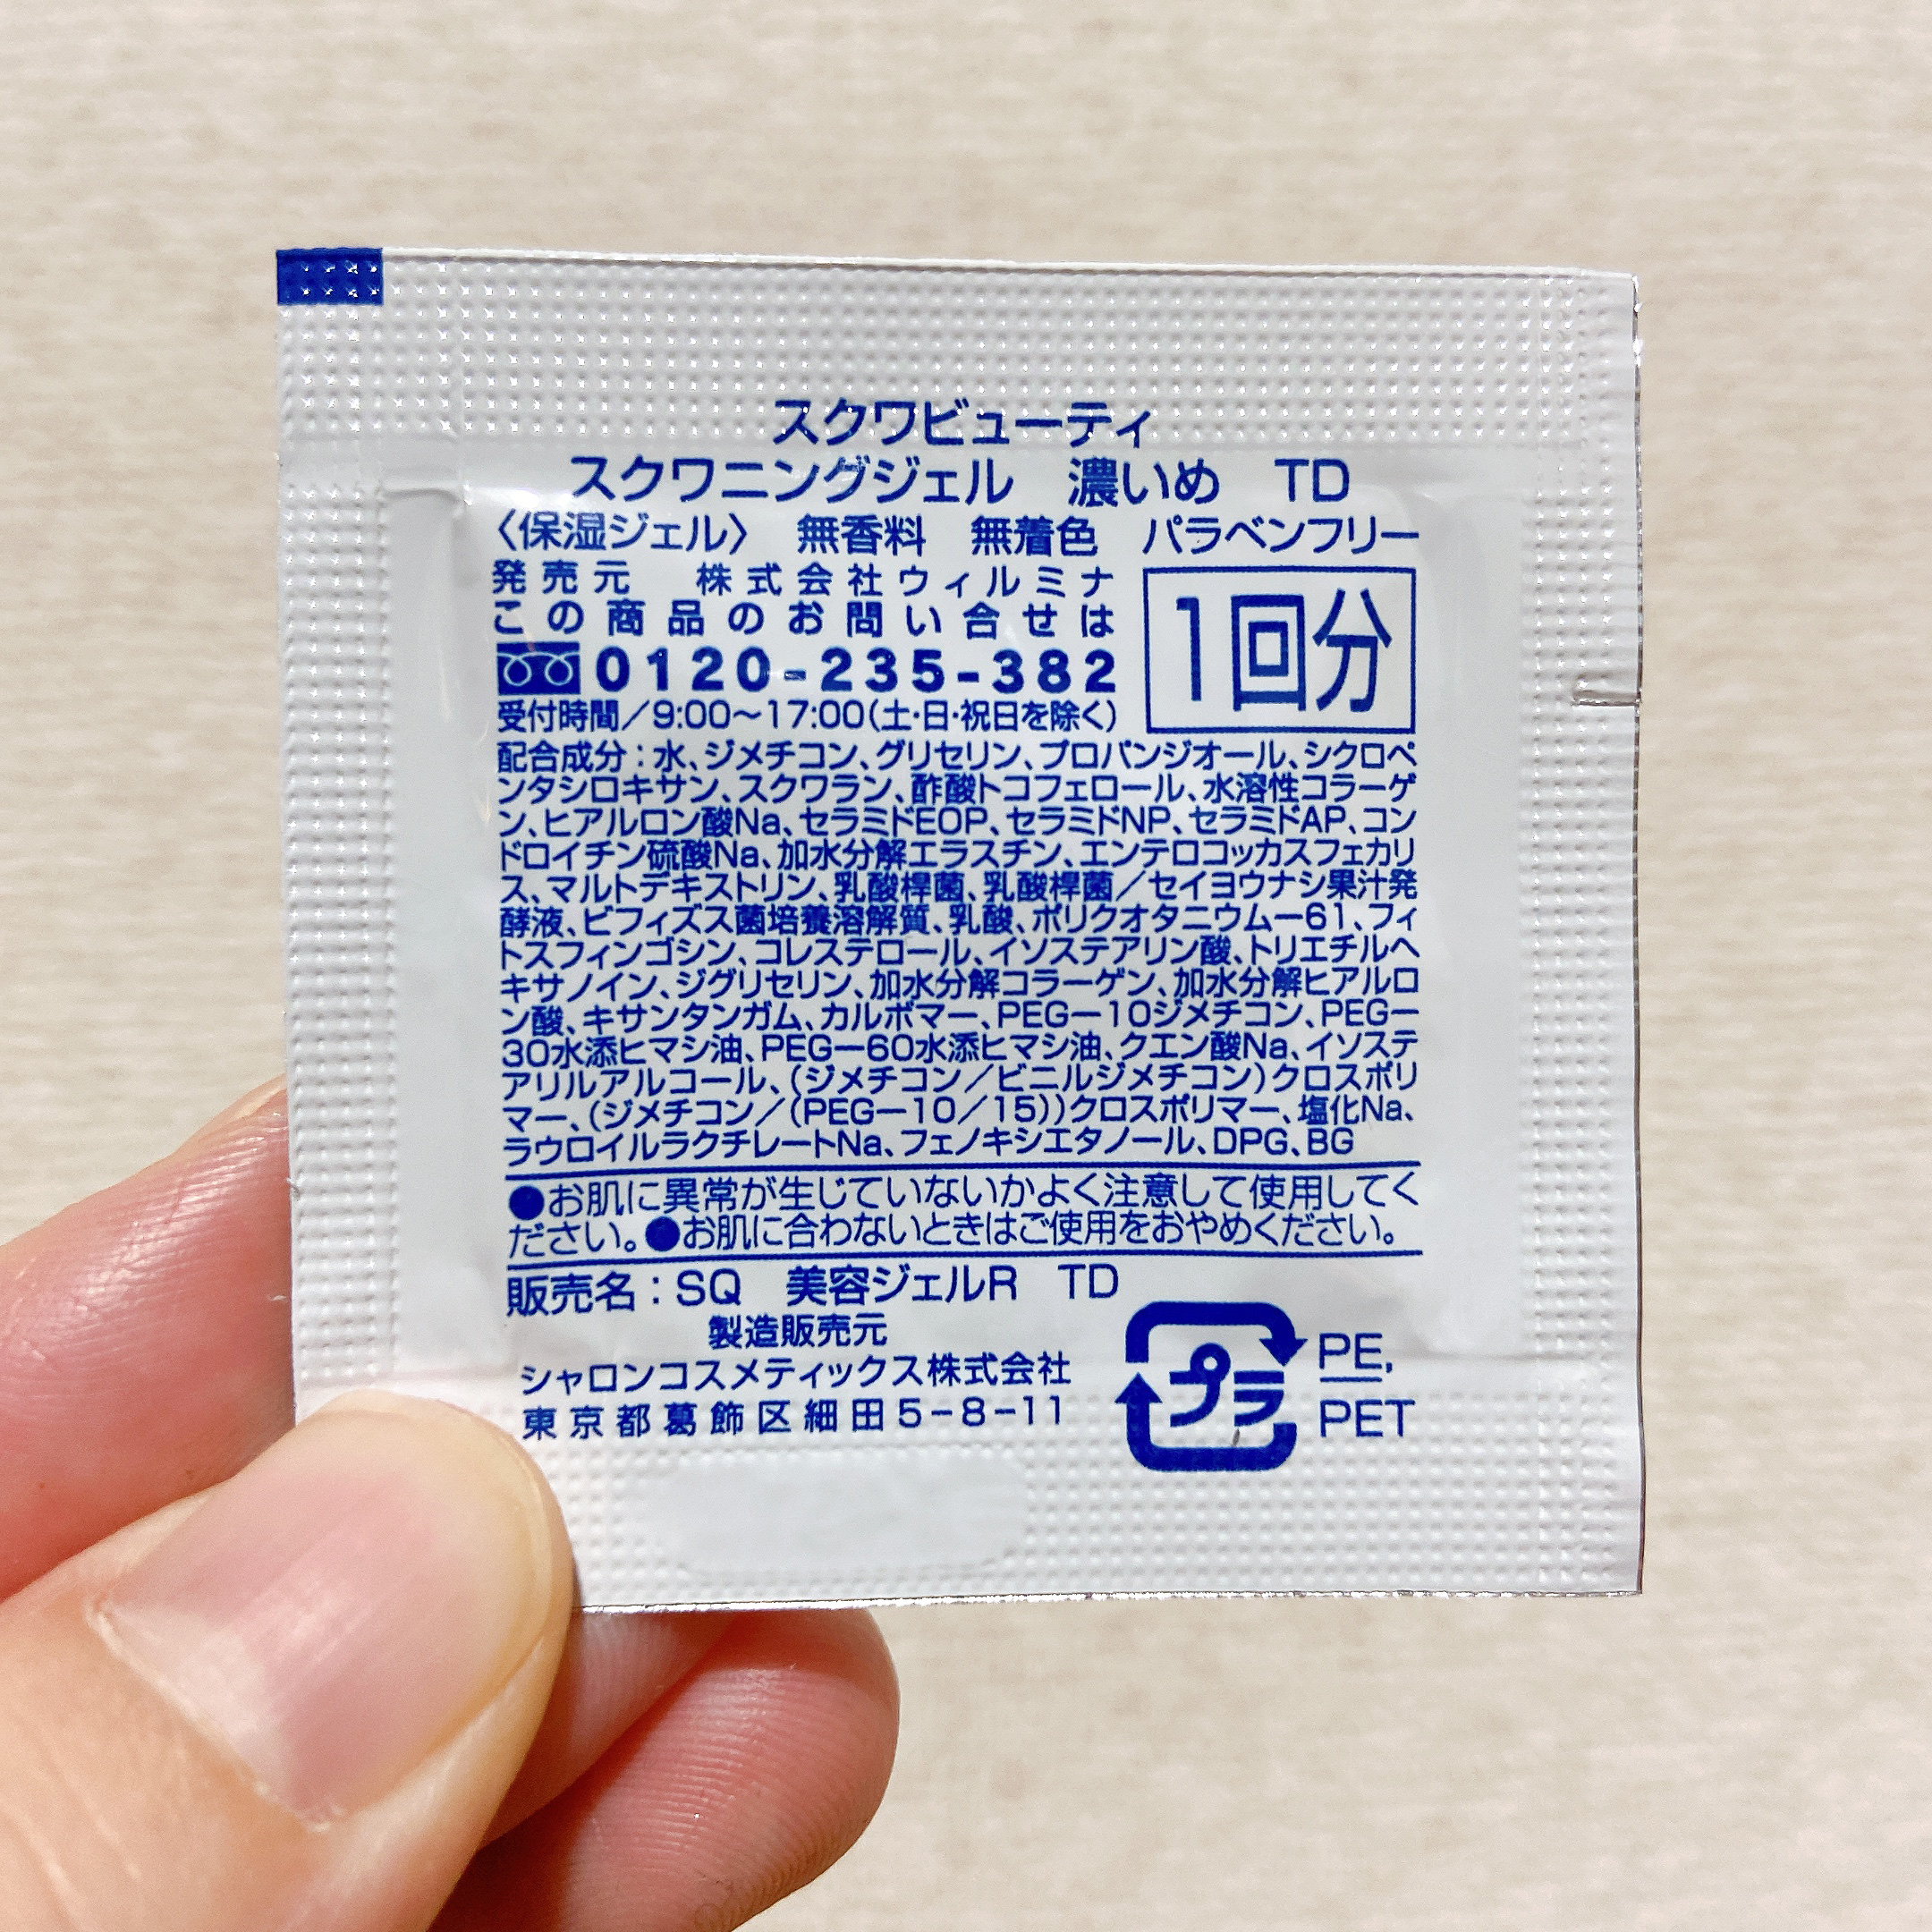 スクワビューティ
スクワニングジェル 濃いめ TD
〈保湿ジェル〉 無香料 無着色 パラベンフリー
発売元 株式会社ウィルミナ
この商品のお問い合せは
0120-235-382
受付時間／9:00〜17:00(土・日・祝日を除く)
1回分
配合成分：水、ジメチコン、グリセリン、プロパンジオール、シクロペ
ンタシロキサン、スクワラン、酢酸トコフェロール、水溶性コラーゲ
ン、ヒアルロン酸Na、セラミドEOP、セラミドNP、セラミドAP、コン
ドロイチン硫酸Na、加水分解エラスチン、エンテロコッカスフェカリ
ス、マルトデキストリン、乳酸桿菌、乳酸桿菌／セイヨウナシ果汁発
酵液、ビフィズス菌培養溶解質、乳酸、ポリクオタニウムー61、フィ
トスフィンゴシン、コレステロール、イソステアリン酸、トリエチルヘ
キサノイン、ジグリセリン、加水分解コラーゲン、加水分解ヒアルロ
ン酸、キサンタンガム、カルボマー、PEGー10ジメチコン、PEGー
30水添ヒマシ油、PEGー60水添ヒマシ油、クエン酸Na、イソステ
アリルアルコール、(ジメチコン／ビニルジメチコン)クロスポリ
マー、(ジメチコン／(PEGー10／15))クロスポリマー、塩化Na、
ラウロイルラクチレートNa、フェノキシエタノール、DPG、BG
●お肌に異常が生じていないかよく注意して使用してく
ださい。●お肌に合わないときはご使用をおやめください。
販売名：SQ 美容ジェルR TD
製造販売元
シャロンコスメティックス株式会社
東京都葛飾区細田5-8-11
プラ
PE,
PET